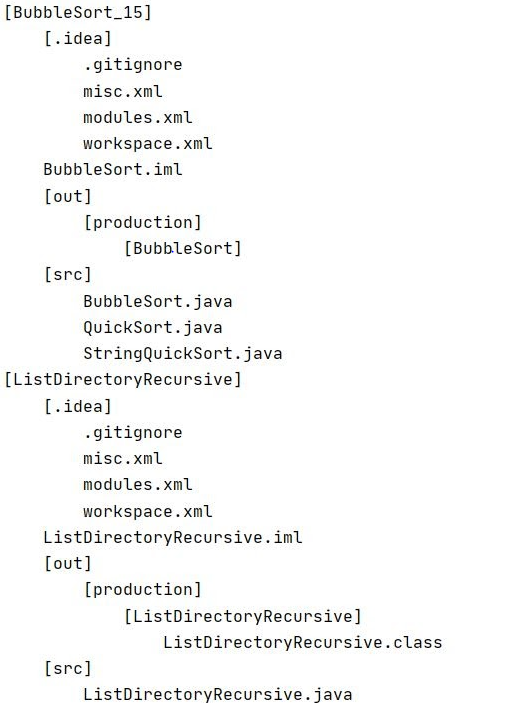 [BubbleSort_15]
    [.idea]
        .gitignore
        misc.xml
        modules.xml
        workspace.xml
    BubbleSort.iml
    [out]
        [production]
            [BubbleSort]
    [src]
        BubbleSort.java
        QuickSort.java
        StringQuickSort.java
[ListDirectoryRecursive]
    [.idea]
        .gitignore
        misc.xml
        modules.xml
        workspace.xml
    ListDirectoryRecursive.iml
    [out]
        [production]
            [ListDirectoryRecursive]
                ListDirectoryRecursive.class
    [src]
        ListDirectoryRecursive.java